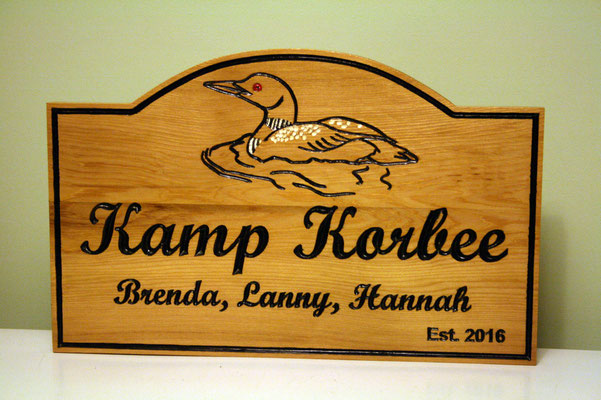 Kamp Korbee
Brenda, Lanny, Hannah
Est. 2016